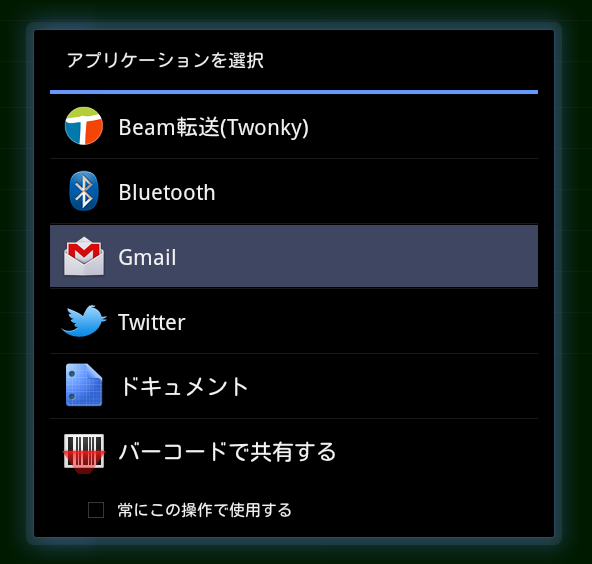 アプリケーションを選択
Beam転送(Twonky)
Bluetooth
Gmail
Twitter
ドキュメント
バーコードで共有する
常にこの操作で使用する